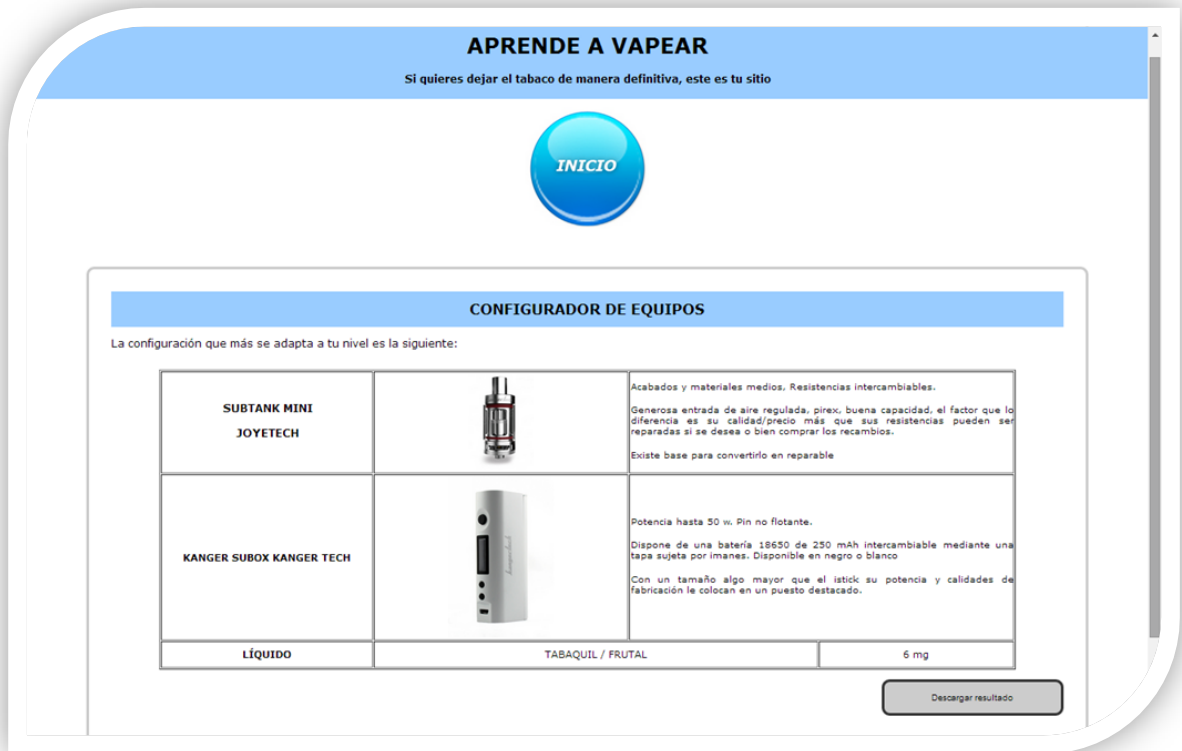 APRENDE A VAPEAR
Si quieres dejar el tabaco de manera definitiva, este es tu sitio
INICIO
CONFIGURADOR DE EQUIPOS
La configuración que más se adapta a tu nivel es la siguiente:
SUBTANK MINI
JOYETECH
Acabados y materiales medios, Resistencias intercambiables.
Generosa entrada de aire regulada, pirex, buena capacidad, el factor que lo
diferencia es su calidad/precio más que sus resistencias pueden ser
reparadas si se desea o bien comprar los recambios.
Existe base para convertirlo en reparable
KANGER SUBOX KANGER TECH
Potencia hasta 50 w. Pin no flotante.
Dispone de una batería 18650 de 250 mAh intercambiable mediante una
tapa sujeta por imanes. Disponible en negro o blanco
Con un tamaño algo mayor que el istick su potencia y calidades de
fabricación le colocan en un puesto destacado.
LÍQUIDO
TABAQUIL / FRUTAL
6 mg
Descargar resultado